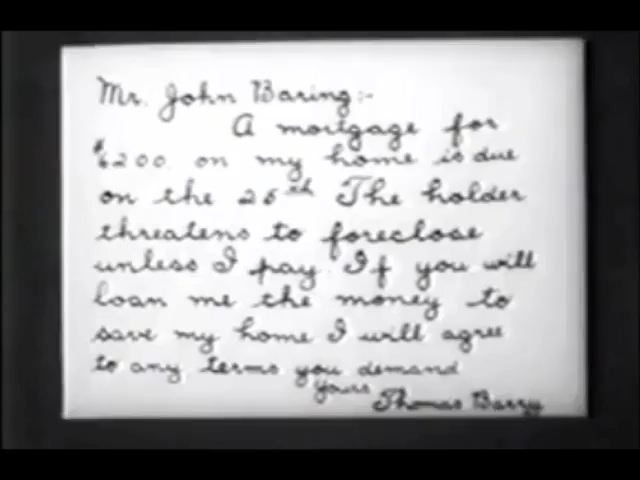 Mr. John Baring:-
A mortgage for
$6200. on my home is due
on the 25th The holder
threatens to foreclose
unless I pay. If you will
loan me the money to
save my home I will agree
to any terms you demand
yours
Thomas Barry